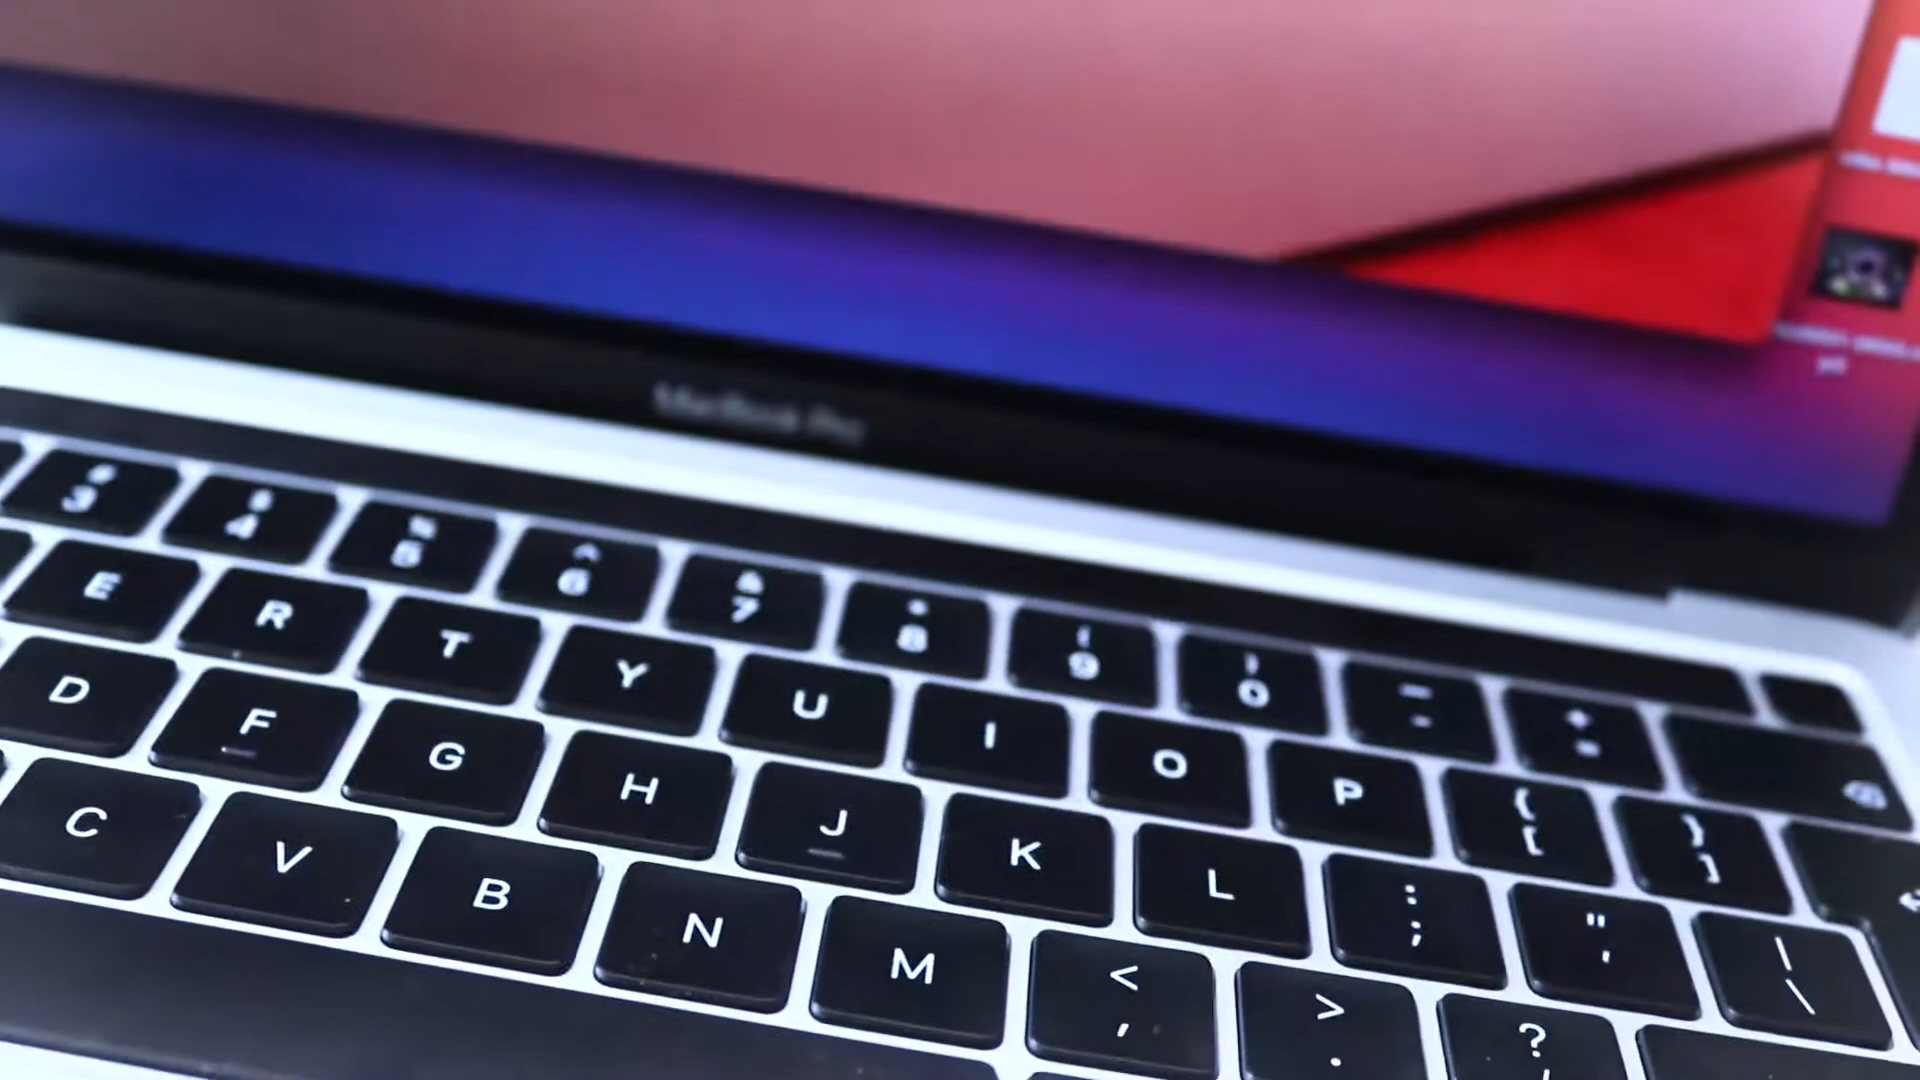 MacBook Pro
# 3
$ 4
% 5
^ 6
& 7
* 8
( 9
) 0
_ -
+ =
E R T Y U I O P { [ } ]
D F G H J K L : ; " ' | \
C V B N M < , > . ? /